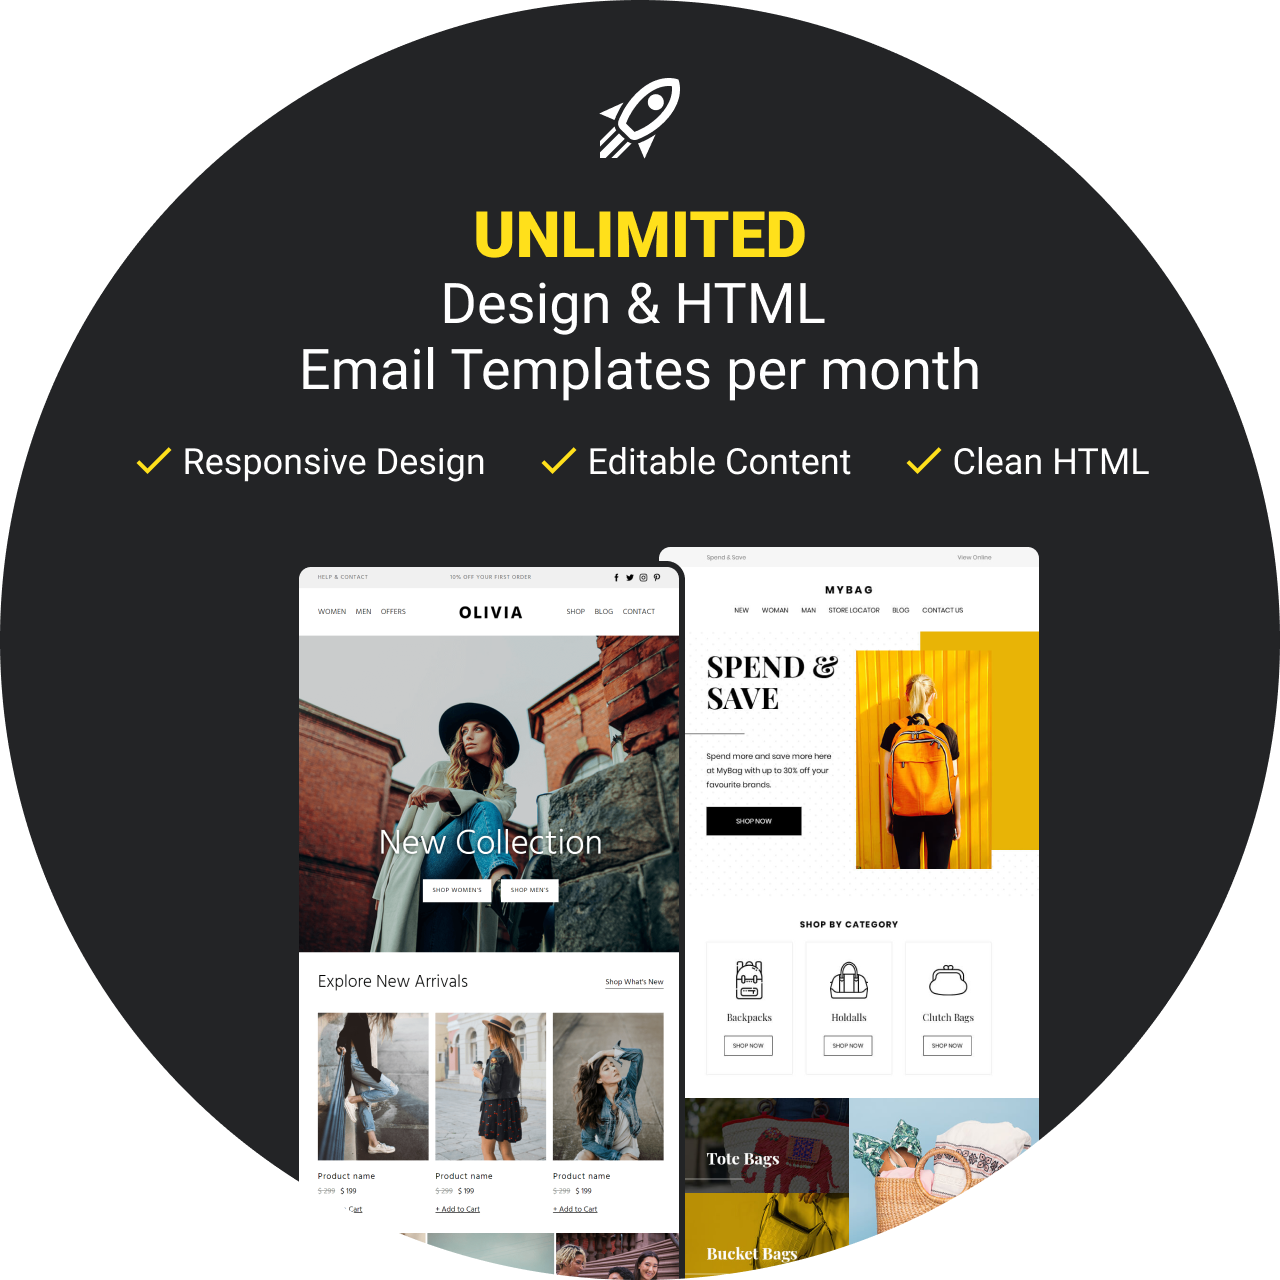 UNLIMITED
Design & HTML
Email Templates per month
Responsive Design
Editable Content
Clean HTML
HELP & CONTACT
10% OFF YOUR FIRST ORDER
WOMEN MEN OFFERS
OLIVIA
SHOP BLOG CONTACT
New Collection
SHOP WOMEN'S
SHOP MEN'S
Explore New Arrivals
Shop What's New
Product name
$ 299 $ 199
Cart
Product name
$ 299 $ 199
+ Add to Cart
Product name
$ 299 $ 199
+ Add to Cart
Spend & Save
View Online
MYBAG
NEW WOMAN MAN STORE LOCATOR BLOG CONTACT US
SPEND &
SAVE
Spend more and save more here
at MyBag with up to 30% off your
favourite brands.
SHOP NOW
SHOP BY CATEGORY
Backpacks
SHOP NOW
Holdalls
SHOP NOW
Clutch Bags
SHOP NOW
Tote Bags
Bucket Bags